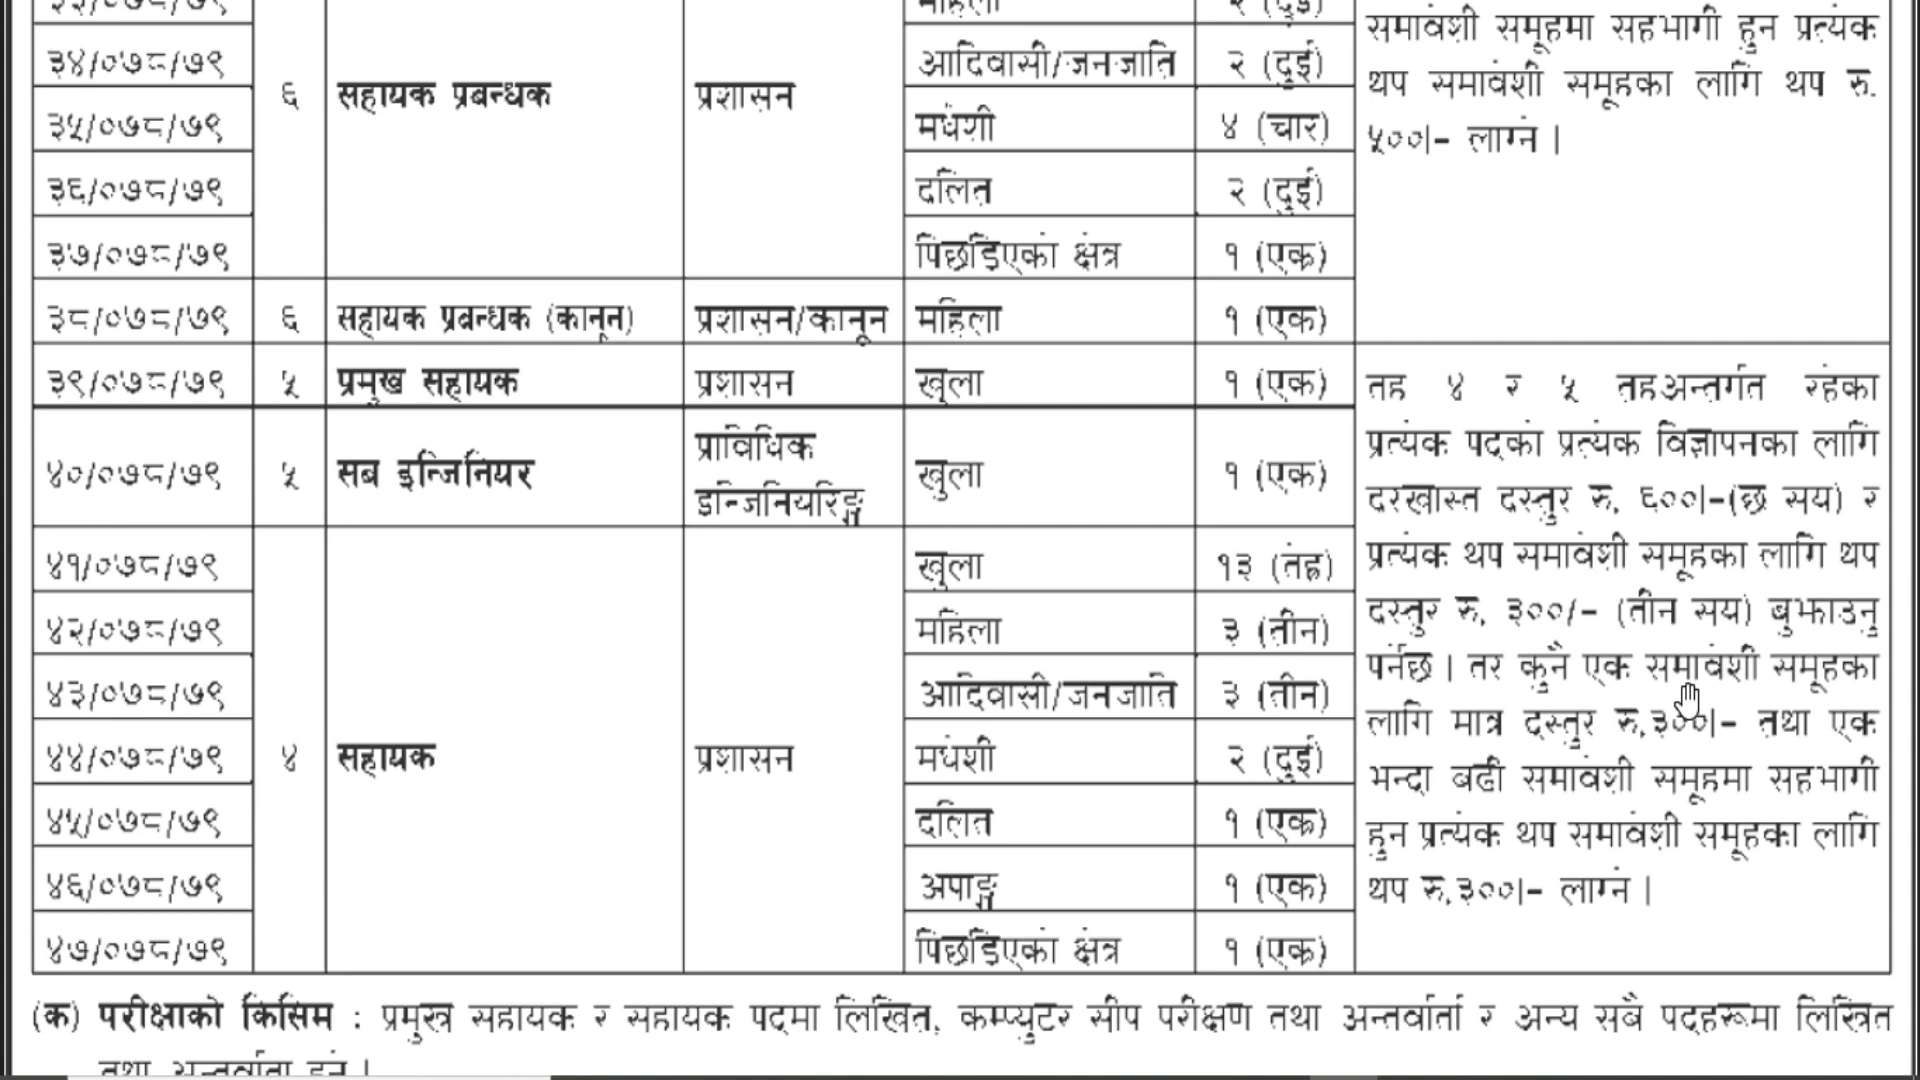 ३३/०७८/७९ महिला २ (दुई) समावेशी समूहमा सहभागी हुन प्रत्येक
३४/०७८/७९ आदिवासी/जनजाति २ (दुई) थप समावेशी समूहका लागि थप रु.
६ सहायक प्रबन्धक प्रशासन
३५/०७८/७९ मधेशी ४ (चार) ५००।- लाग्ने ।
३६/०७८/७९ दलित २ (दुई)
३७/०७८/७९ पिछडिएको क्षेत्र १ (एक)
३८/०७८/७९ ६ सहायक प्रबन्धक (कानून) प्रशासन/कानून महिला १ (एक)
३९/०७८/७९ ५ प्रमुख सहायक प्रशासन खुला १ (एक)
४०/०७८/७९ ५ सब इन्जिनियर प्राविधिक
इन्जिनियरिङ्ग खुला १ (एक)
४१/०७८/७९ खुला १३ (तेह्र)
४२/०७८/७९ महिला ३ (तीन)
४३/०७८/७९ आदिवासी/जनजाति ३ (तीन)
४४/०७८/७९ ४ सहायक प्रशासन मधेशी २ (दुई)
४५/०७८/७९ दलित १ (एक)
४६/०७८/७९ अपाङ्ग १ (एक)
४७/०७८/७९ पिछडिएको क्षेत्र १ (एक)
तह ४ र ५ तहअन्तर्गत रहेका
प्रत्येक पदको प्रत्येक विज्ञापनका लागि
दरखास्त दस्तुर रु. ६००।-(छ सय) र
प्रत्येक थप समावेशी समूहका लागि थप
दस्तुर रु. ३००/- (तीन सय) बुझाउनु
पर्नेछ । तर कुनै एक समावेशी समूहका
लागि मात्र दस्तुर रु.३००।- तथा एक
भन्दा बढी समावेशी समूहमा सहभागी
हुन प्रत्येक थप समावेशी समूहका लागि
थप रु.३००।- लाग्ने ।
(क) परीक्षाको किसिम : प्रमुख सहायक र सहायक पदमा लिखित, कम्प्युटर सीप परीक्षण तथा अन्तर्वार्ता र अन्य सबै पदहरूमा लिखित
तथा अन्तर्वार्ता हुने ।